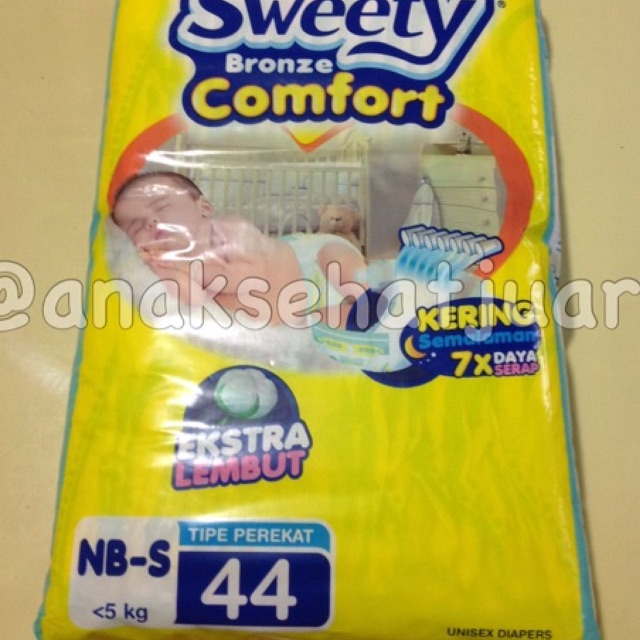 Sweety
Bronze
Comfort
@anaksehatjuar
KERING
Semalaman
7x DAYA
SERAP
EKSTRA
LEMBUT
NB-S
<5 kg
TIPE PEREKAT
44
UNISEX DIAPERS